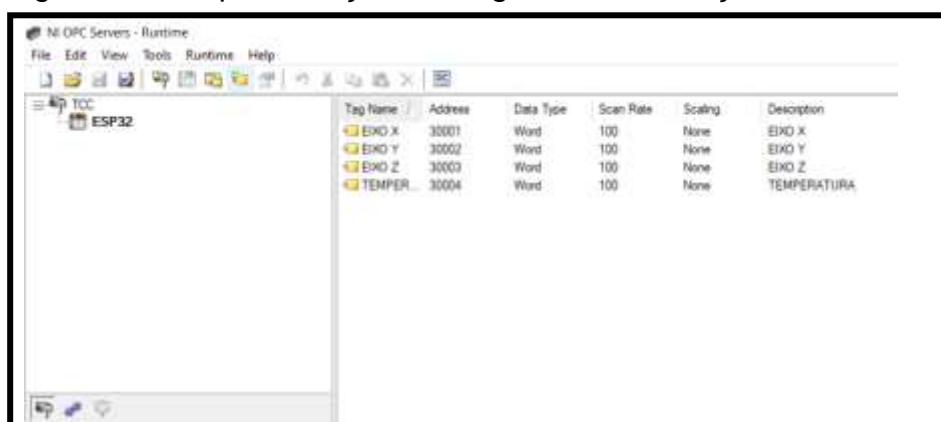 NI OPC Servers - Runtime
File Edit View Tools Runtime Help
TCC
ESP32
Tag Name / Address Data Type Scan Rate Scaling Description
EIXO X 30001 Word 100 None EIXO X
EIXO Y 30002 Word 100 None EIXO Y
EIXO Z 30003 Word 100 None EIXO Z
TEMPER... 30004 Word 100 None TEMPERATURA